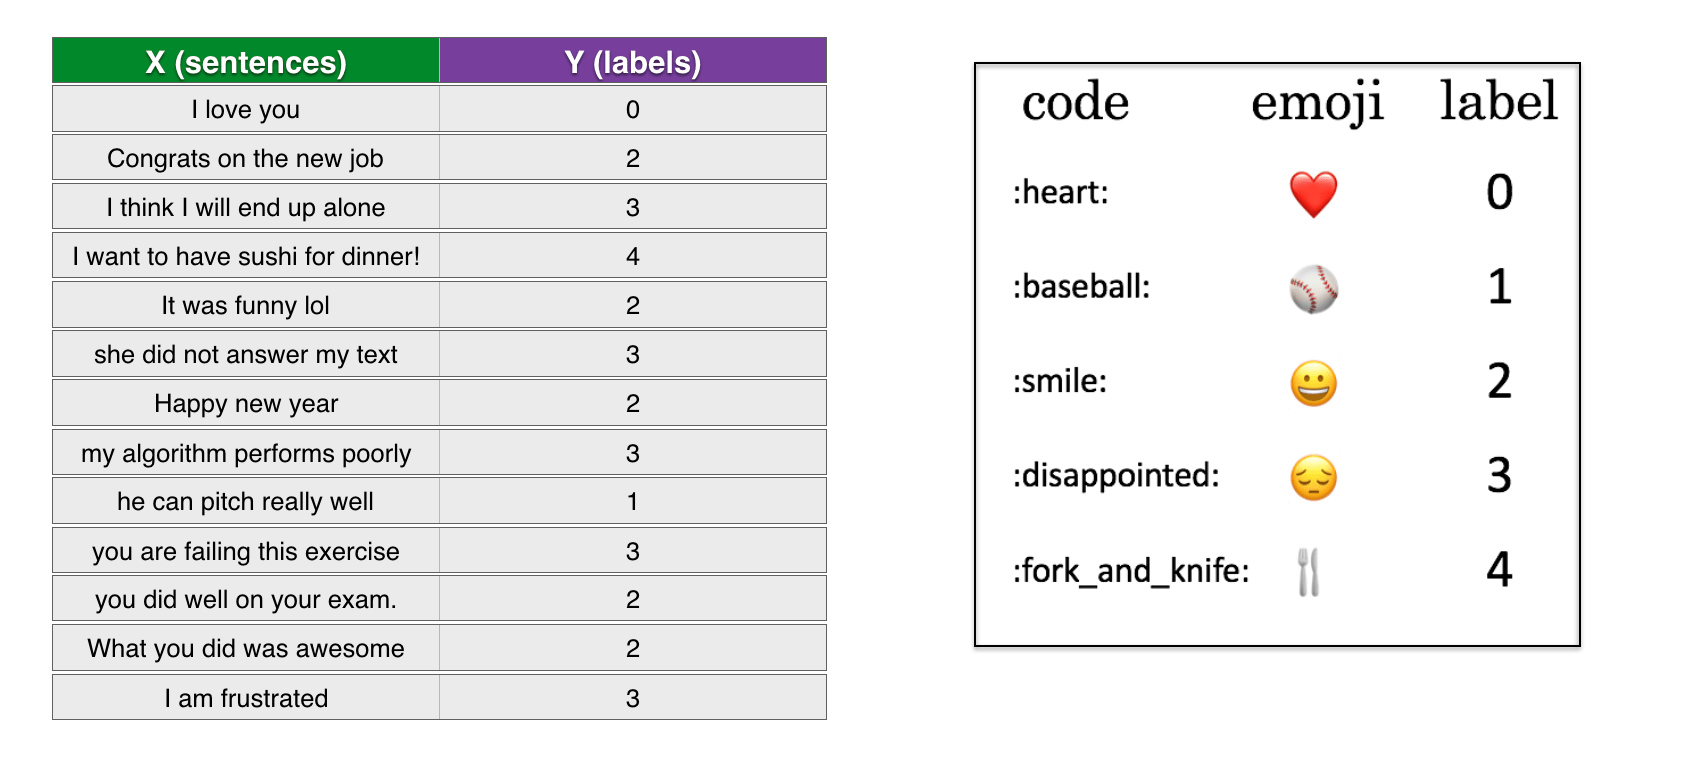 X (sentences) Y (labels)
I love you 0
Congrats on the new job 2
I think I will end up alone 3
I want to have sushi for dinner! 4
It was funny lol 2
she did not answer my text 3
Happy new year 2
my algorithm performs poorly 3
he can pitch really well 1
you are failing this exercise 3
you did well on your exam. 2
What you did was awesome 2
I am frustrated 3
code emoji label
:heart: ❤️ 0
:baseball: ⚾ 1
:smile: 😀 2
:disappointed: 😔 3
:fork_and_knife: 🍴 4